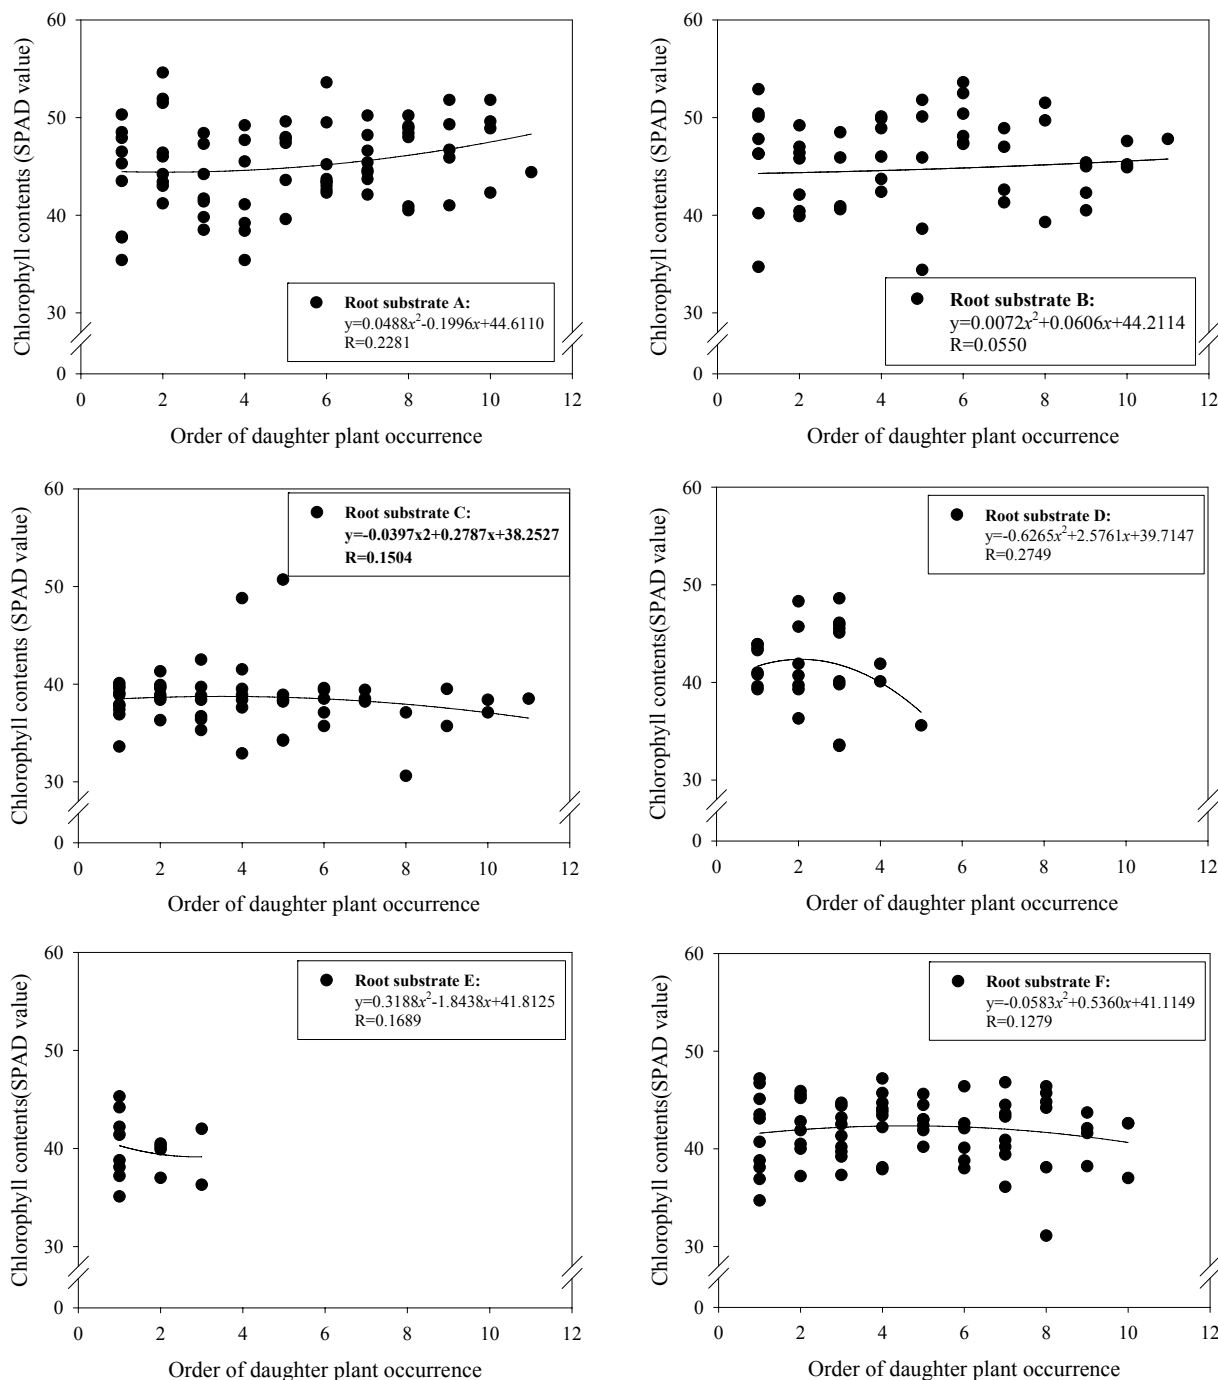 60
50
40
30
0
Chlorophyll contents (SPAD value)
Root substrate A:
y=0.0488x²-0.1996x+44.6110
R=0.2281
0 2 4 6 8 10 12
Order of daughter plant occurrence
60
50
40
30
0
Chlorophyll contents (SPAD value)
Root substrate B:
y=0.0072x²+0.0606x+44.2114
R=0.0550
0 2 4 6 8 10 12
Order of daughter plant occurrence
60
50
40
30
0
Chlorophyll contents (SPAD value)
Root substrate C:
y=-0.0397x2+0.2787x+38.2527
R=0.1504
0 2 4 6 8 10 12
Order of daughter plant occurrence
60
50
40
30
0
Chlorophyll contents(SPAD value)
Root substrate D:
y=-0.6265x²+2.5761x+39.7147
R=0.2749
0 2 4 6 8 10 12
Order of daughter plant occurrence
60
50
40
30
0
Chlorophyll contents(SPAD value)
Root substrate E:
y=0.3188x²-1.8438x+41.8125
R=0.1689
0 2 4 6 8 10 12
Order of daughter plant occurrence
60
50
40
30
0
Chlorophyll contents(SPAD value)
Root substrate F:
y=-0.0583x²+0.5360x+41.1149
R=0.1279
0 2 4 6 8 10 12
Order of daughter plant occurrence